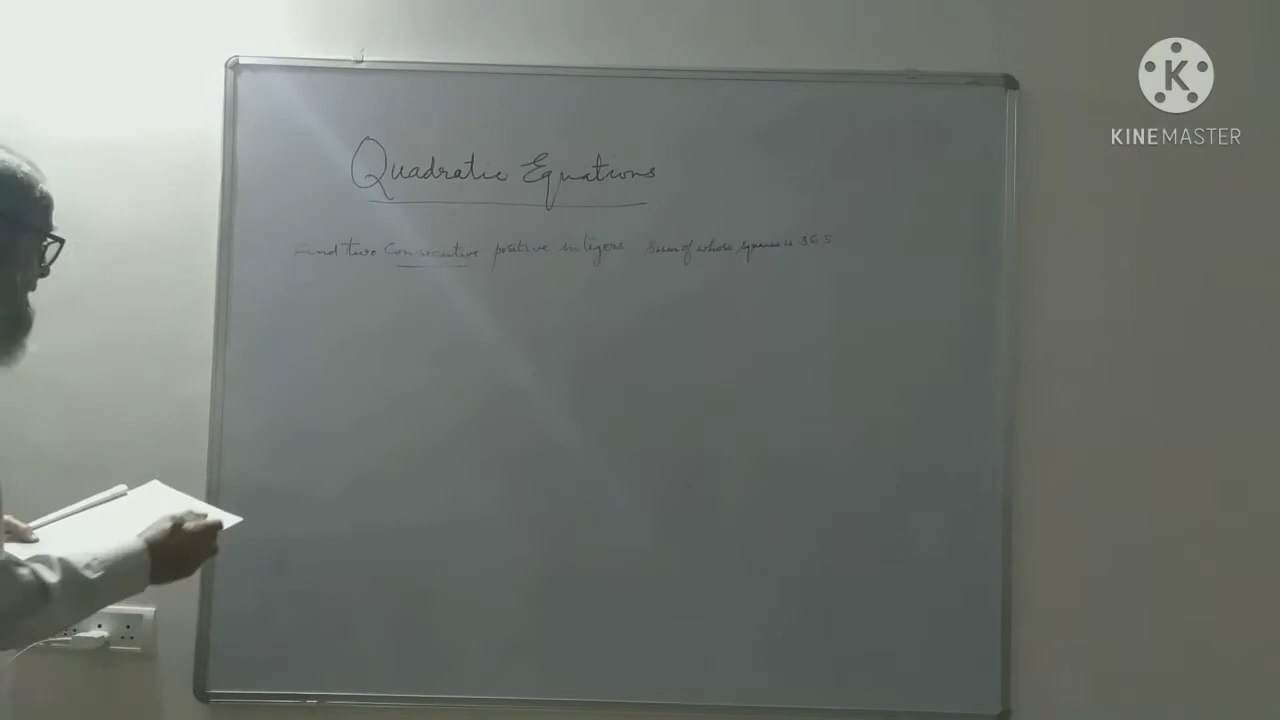 Quadratic Equations
Find two Consecutive positive integers sum of whose squares is 365
K
KINEMASTER